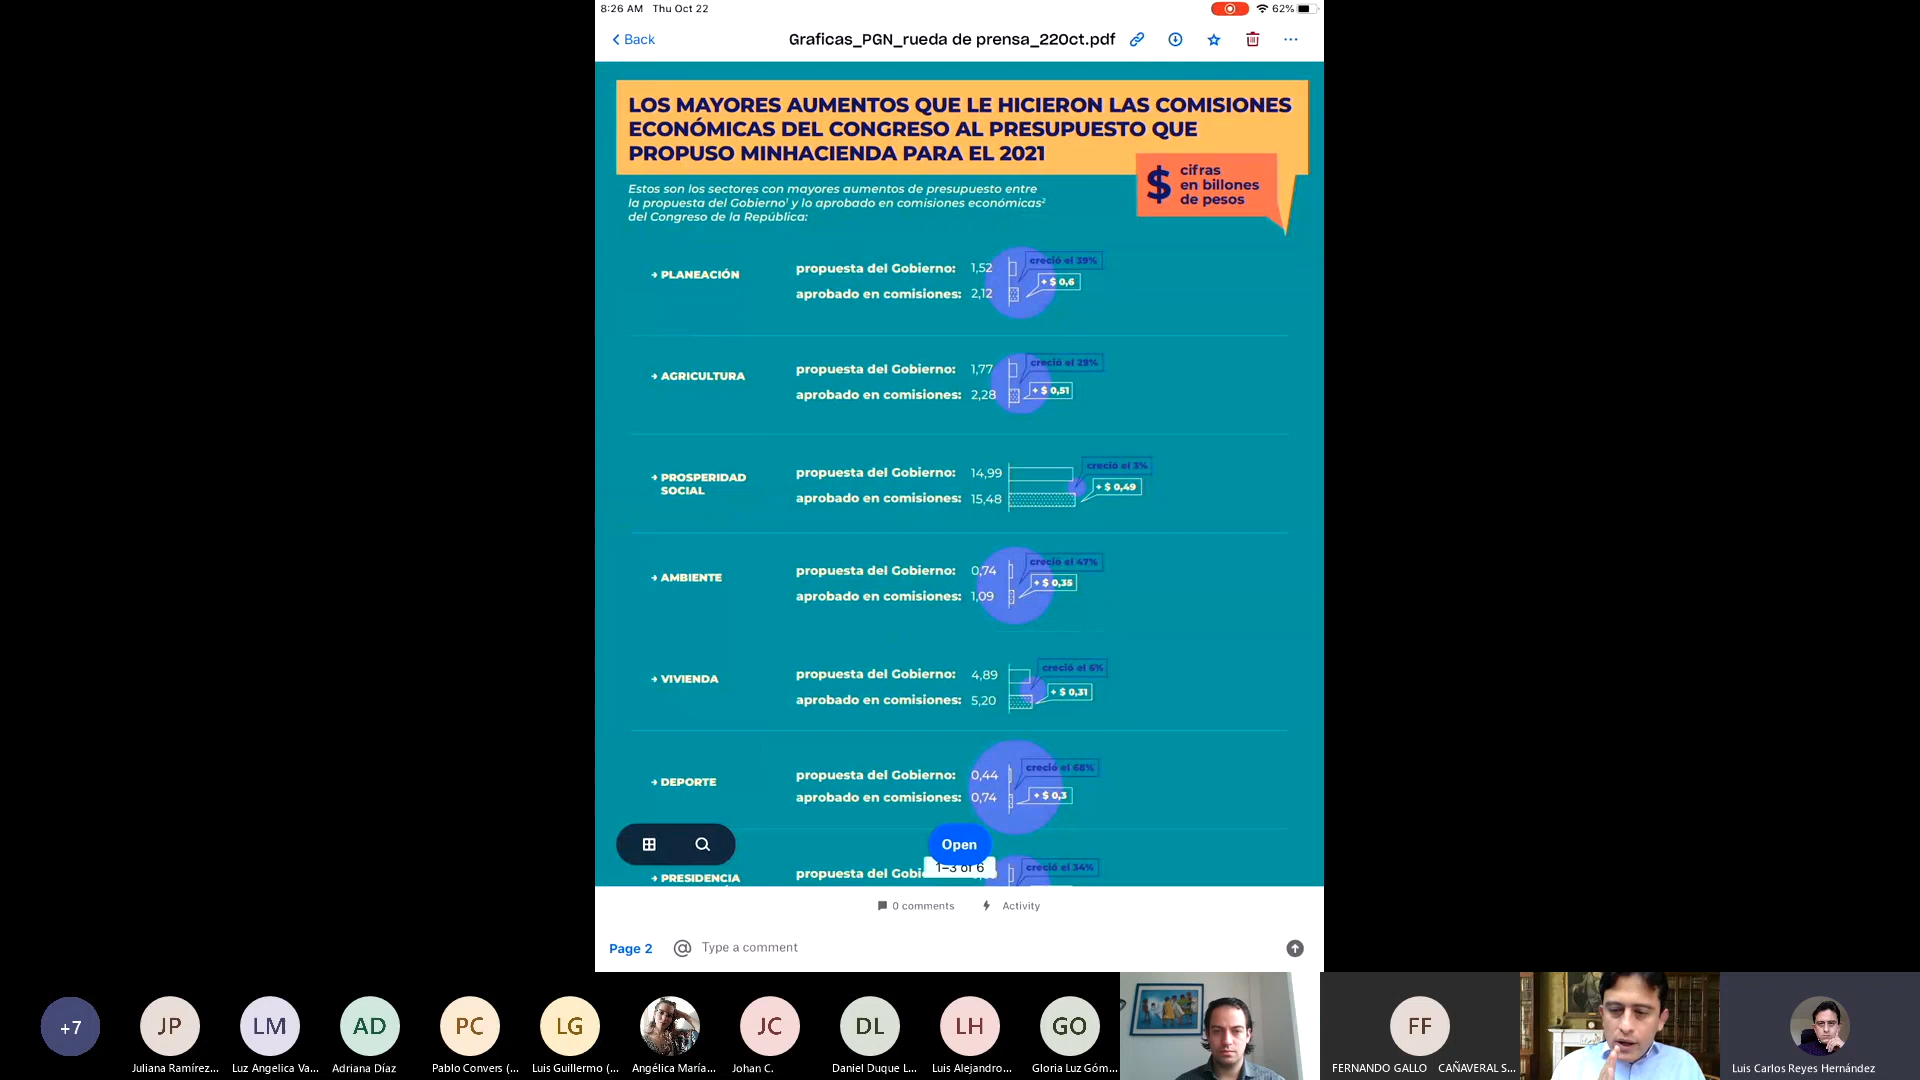 8:26 AM Thu Oct 22
62%
Back
Graficas_PGN_rueda de prensa_22Oct.pdf
LOS MAYORES AUMENTOS QUE LE HICIERON LAS COMISIONES
ECONÓMICAS DEL CONGRESO AL PRESUPUESTO QUE
PROPUSO MINHACIENDA PARA EL 2021
$ cifras
en billones
de pesos
Estos son los sectores con mayores aumentos de presupuesto entre
la propuesta del Gobierno¹ y lo aprobado en comisiones económicas²
del Congreso de la República:
→ PLANEACIÓN
propuesta del Gobierno: 1,52
aprobado en comisiones: 2,12
creció el 39%
+ $ 0,6
→ AGRICULTURA
propuesta del Gobierno: 1,77
aprobado en comisiones: 2,28
creció el 29%
+ $ 0,51
→ PROSPERIDAD
SOCIAL
propuesta del Gobierno: 14,99
aprobado en comisiones: 15,48
creció el 3%
+ $ 0,49
→ AMBIENTE
propuesta del Gobierno: 0,74
aprobado en comisiones: 1,09
creció el 47%
+ $ 0,35
→ VIVIENDA
propuesta del Gobierno: 4,89
aprobado en comisiones: 5,20
creció el 6%
+ $ 0,31
→ DEPORTE
propuesta del Gobierno: 0,44
aprobado en comisiones: 0,74
creció el 68%
+ $ 0,3
→ PRESIDENCIA
propuesta del
creció el 34%
Open
1–3 of 6
0 comments
Activity
Page 2
@ Type a comment
+7
JP
LM
AD
PC
LG
JC
DL
LH
GO
FF
Juliana Ramírez...
Luz Angelica Va...
Adriana Díaz
Pablo Convers (...
Luis Guillermo (...
Angélica María...
Johan C.
Daniel Duque L...
Luis Alejandro...
Gloria Luz Góm...
FERNANDO GALLO CAÑAVERAL S...
Luis Carlos Reyes Hernández